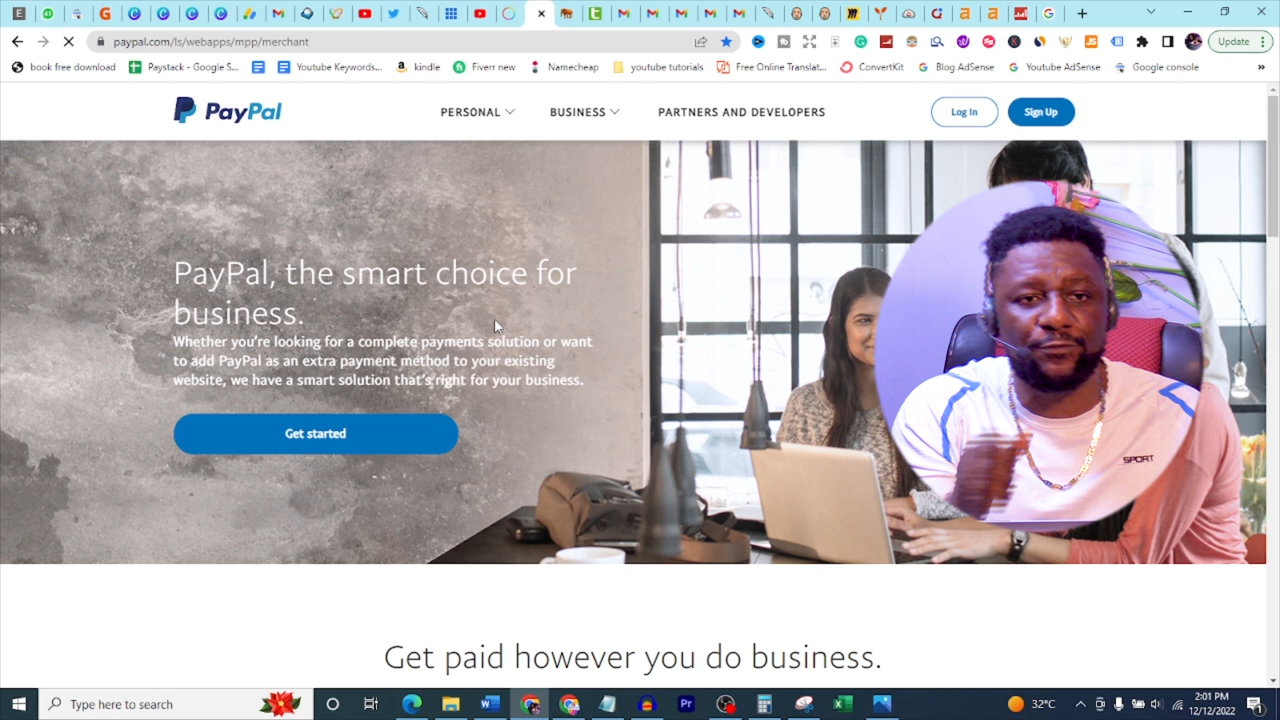 paypal.com/ls/webapps/mpp/merchant
Update
book free download
Paystack - Google S...
Youtube Keywords...
kindle
Fiverr new
Namecheap
youtube tutorials
Free Online Translat...
ConvertKit
Blog AdSense
Youtube AdSense
Google console
»
PayPal
PERSONAL
BUSINESS
PARTNERS AND DEVELOPERS
Log In
Sign Up
PayPal, the smart choice for
business.
Whether you're looking for a complete payments solution or want
to add PayPal as an extra payment method to your existing
website, we have a smart solution that's right for your business.
Get started
SPORT
Get paid however you do business.
Type here to search
32°C
2:01 PM
12/12/2022